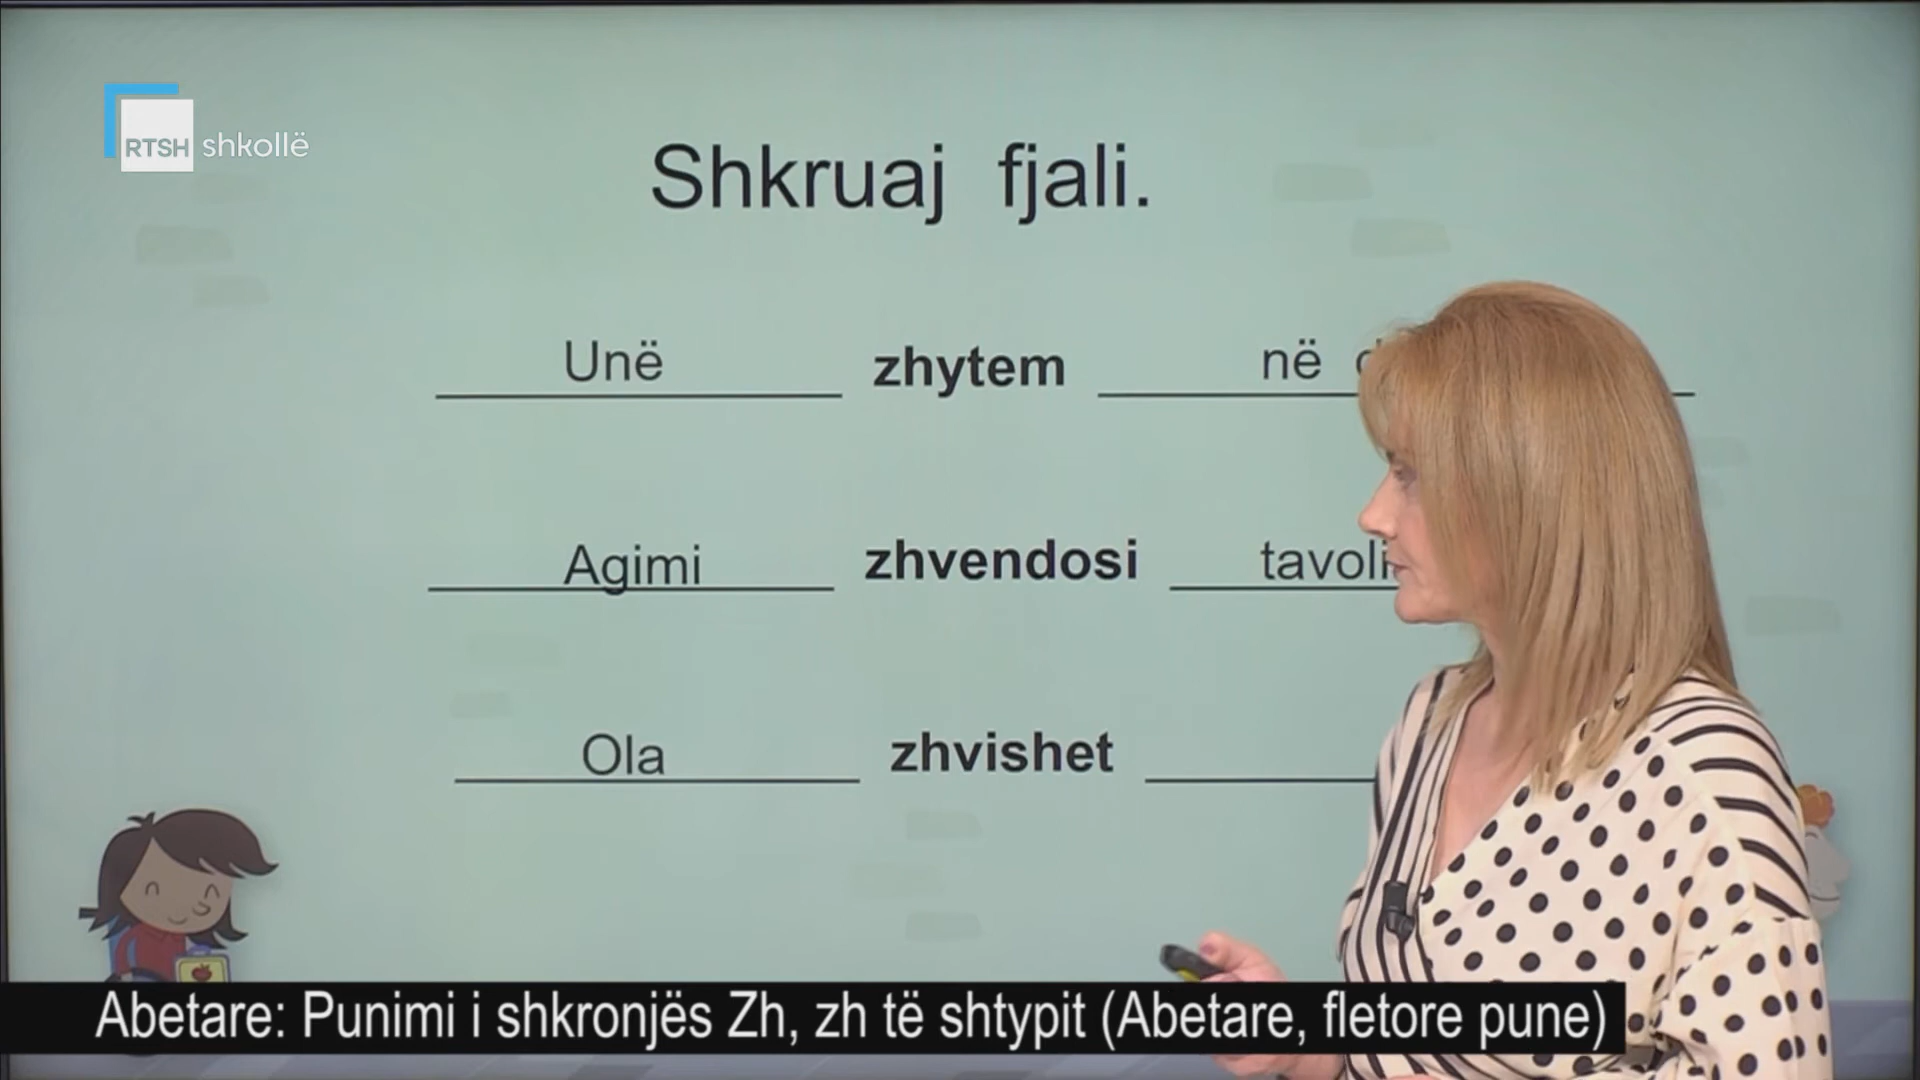 RTSH shkollë
Shkruaj fjali.
Unë zhytem në
Agimi zhvendosi
Ola zhvishet
Abetare: Punimi i shkronjës Zh, zh të shtypit (Abetare, fletore pune)